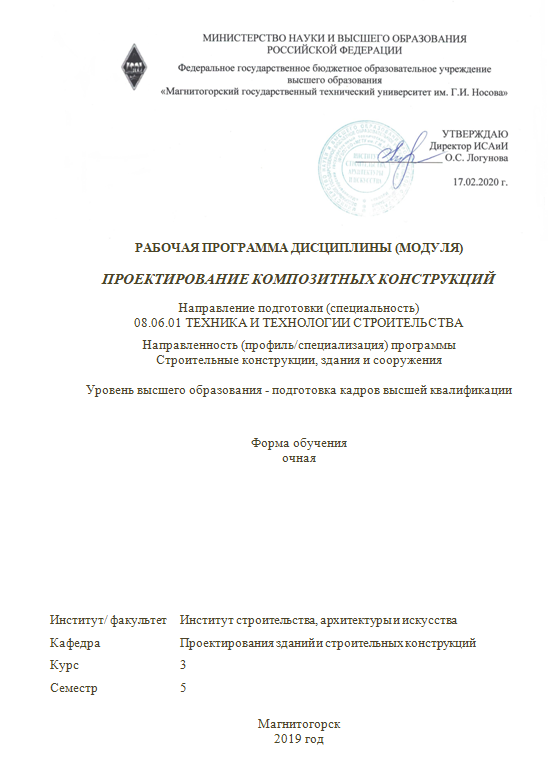 МИНИСТЕРСТВО НАУКИ И ВЫСШЕГО ОБРАЗОВАНИЯ
РОССИЙСКОЙ ФЕДЕРАЦИИ
Федеральное государственное бюджетное образовательное учреждение
высшего образования
«Магнитогорский государственный технический университет им. Г.И. Носова»
УТВЕРЖДАЮ
Директор ИСАиИ
О.С. Логунова
17.02.2020 г.
РАБОЧАЯ ПРОГРАММА ДИСЦИПЛИНЫ (МОДУЛЯ)
ПРОЕКТИРОВАНИЕ КОМПОЗИТНЫХ КОНСТРУКЦИЙ
Направление подготовки (специальность)
08.06.01 ТЕХНИКА И ТЕХНОЛОГИИ СТРОИТЕЛЬСТВА
Направленность (профиль/специализация) программы
Строительные конструкции, здания и сооружения
Уровень высшего образования - подготовка кадров высшей квалификации
Форма обучения
очная
Институт/ факультет Институт строительства, архитектуры и искусства
Кафедра Проектирования зданий и строительных конструкций
Курс 3
Семестр 5
Магнитогорск
2019 год